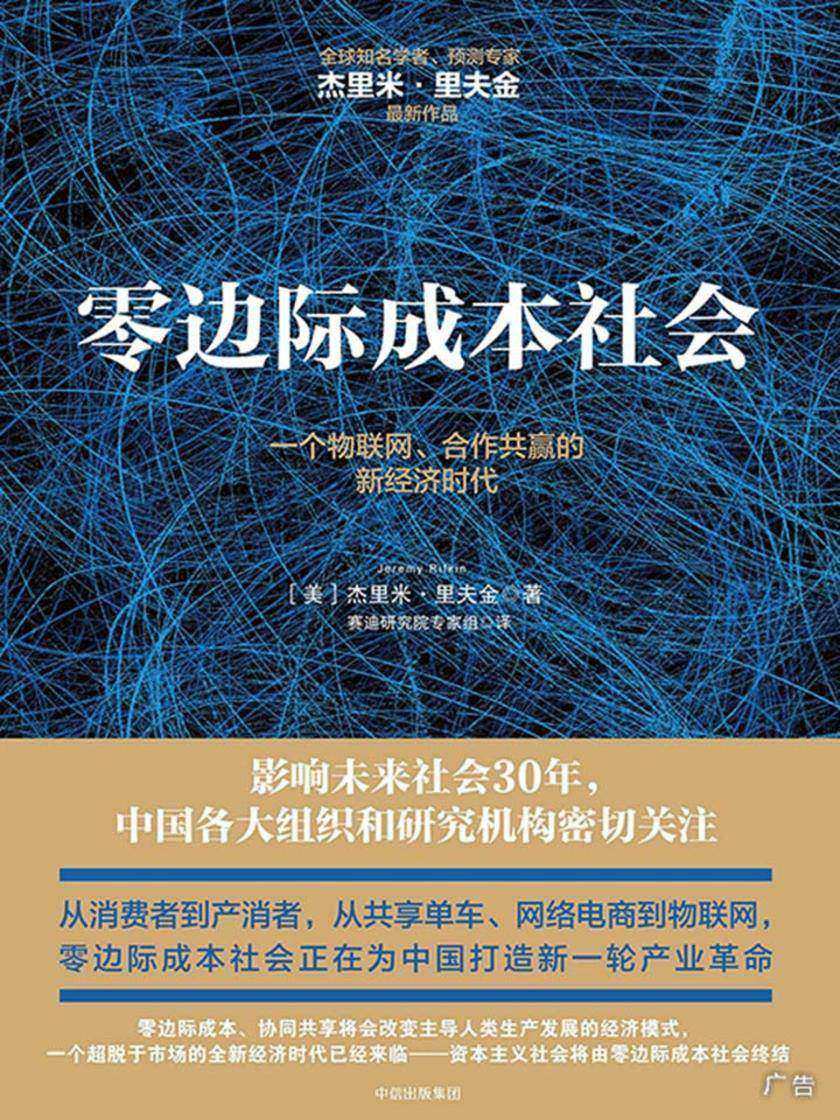 全球知名学者、预测专家
杰里米·里夫金
最新作品
零边际成本社会
一个物联网、合作共赢的
新经济时代
Jeremy Rifkin
[美]杰里米·里夫金◎著
赛迪研究院专家组◎译
影响未来社会30年，
中国各大组织和研究机构密切关注
从消费者到产消者，从共享单车、网络电商到物联网，
零边际成本社会正在为中国打造新一轮产业革命
零边际成本、协同共享将会改变主导人类生产发展的经济模式，
一个超脱于市场的全新经济时代已经来临——资本主义社会将由零边际成本社会终结
广告
中信出版集团